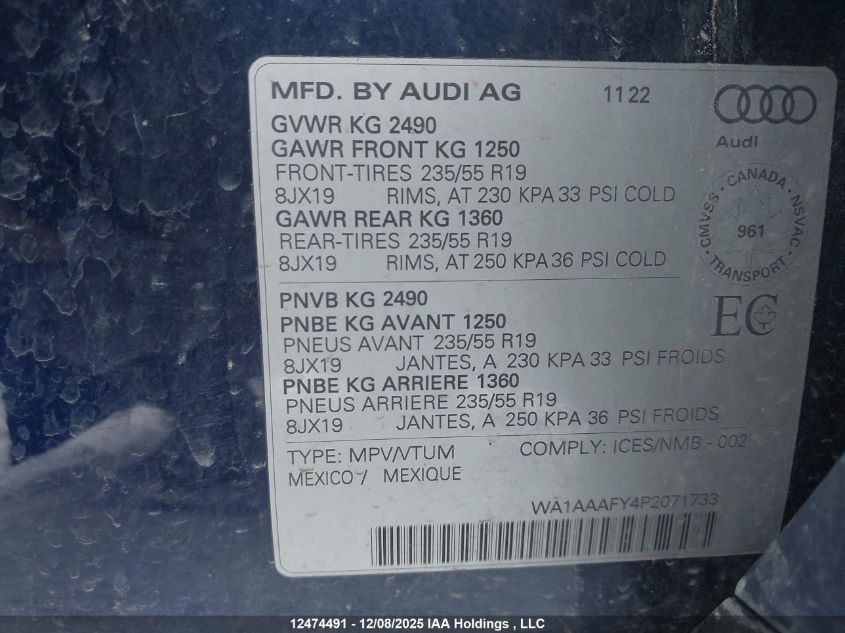 MFD. BY AUDI AG 11 22
Audi
GVWR KG 2490
GAWR FRONT KG 1250
FRONT-TIRES 235/55 R19
8JX19 RIMS, AT 230 KPA 33 PSI COLD
GAWR REAR KG 1360
REAR-TIRES 235/55 R19
8JX19 RIMS, AT 250 KPA 36 PSI COLD
CMVSS - CANADA - NSVAC
961
TRANSPORT
PNVB KG 2490
PNBE KG AVANT 1250
PNEUS AVANT 235/55 R19
8JX19 JANTES, A 230 KPA 33 PSI FROIDS
PNBE KG ARRIERE 1360
PNEUS ARRIERE 235/55 R19
8JX19 JANTES, A 250 KPA 36 PSI FROIDS
EC
TYPE: MPV/VTUM COMPLY: ICES/NMB - 002
MEXICO / MEXIQUE
WA1AAAFY4P2071733
12474491 - 12/08/2025 IAA Holdings , LLC